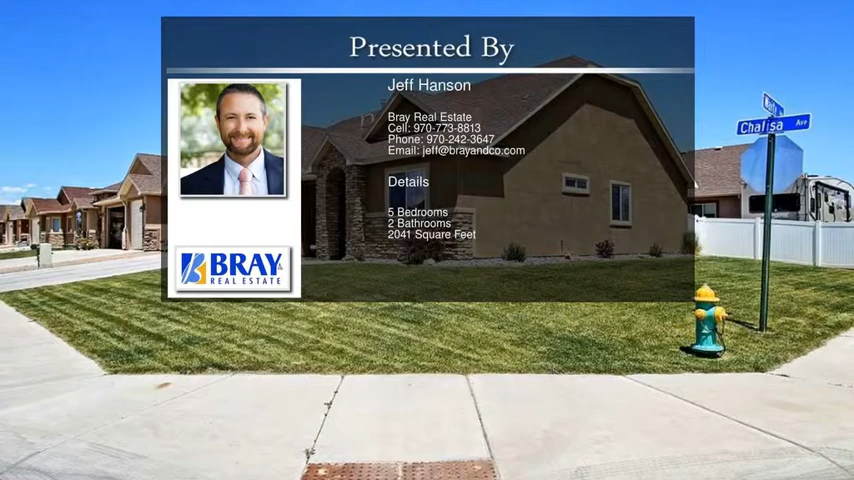 Presented By
Jeff Hanson
Bray Real Estate
Cell: 970-773-8813
Phone: 970-242-3647
Email: jeff@brayandco.com
Details
5 Bedrooms
2 Bathrooms
2041 Square Feet
BRAY
REAL ESTATE
Chalisa Ave